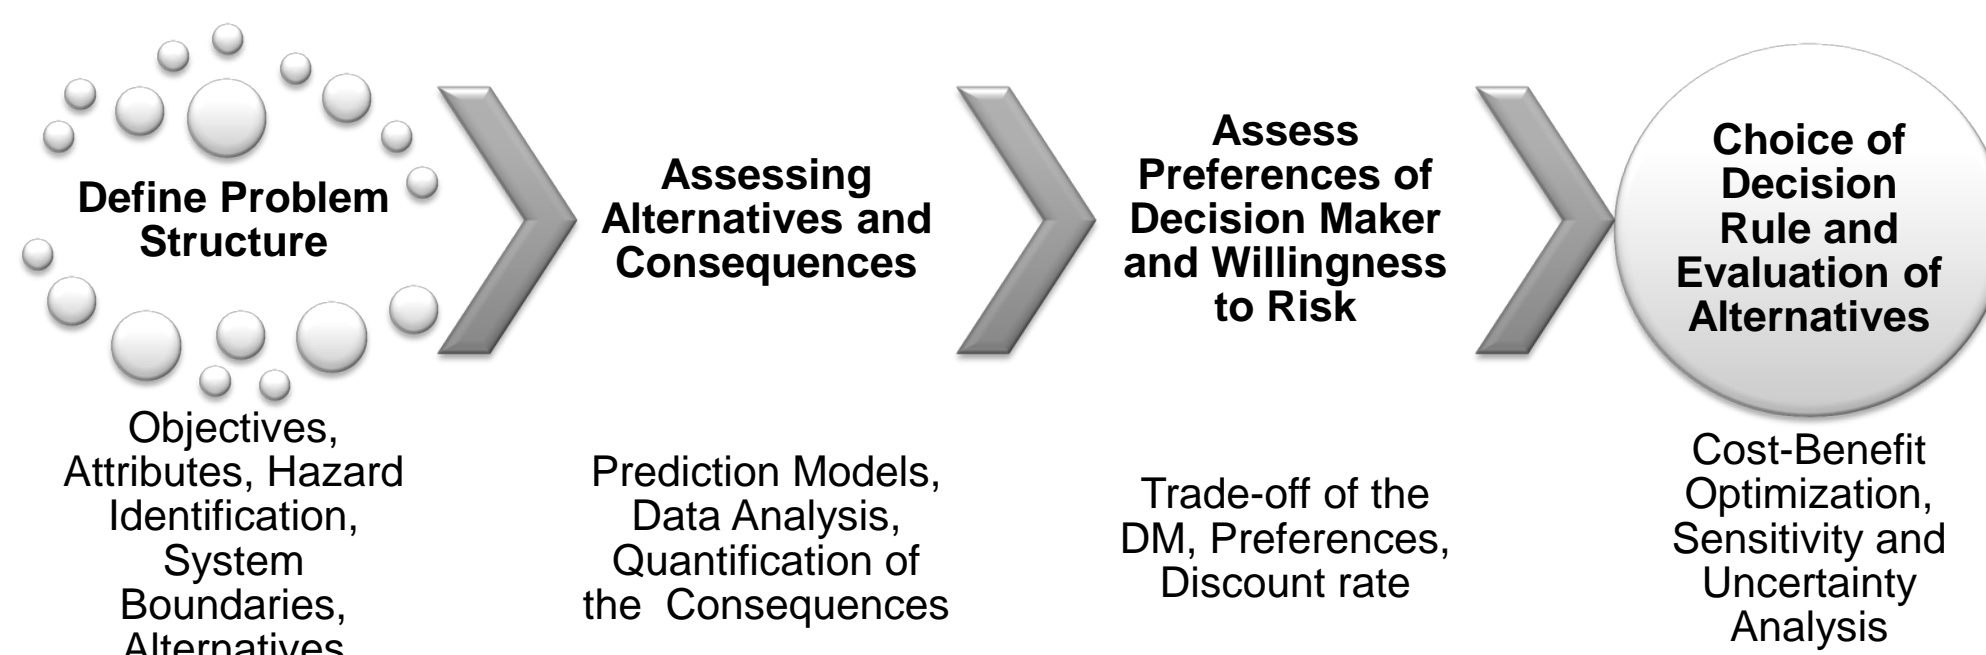 Define Problem
Structure
Objectives,
Attributes, Hazard
Identification,
System
Boundaries,
Alternatives
Assessing
Alternatives and
Consequences
Prediction Models,
Data Analysis,
Quantification of
the  Consequences
Assess
Preferences of
Decision Maker
and Willingness
to Risk
Trade-off of the
DM, Preferences,
Discount rate
Choice of
Decision
Rule and
Evaluation of
Alternatives
Cost-Benefit
Optimization,
Sensitivity and
Uncertainty
Analysis